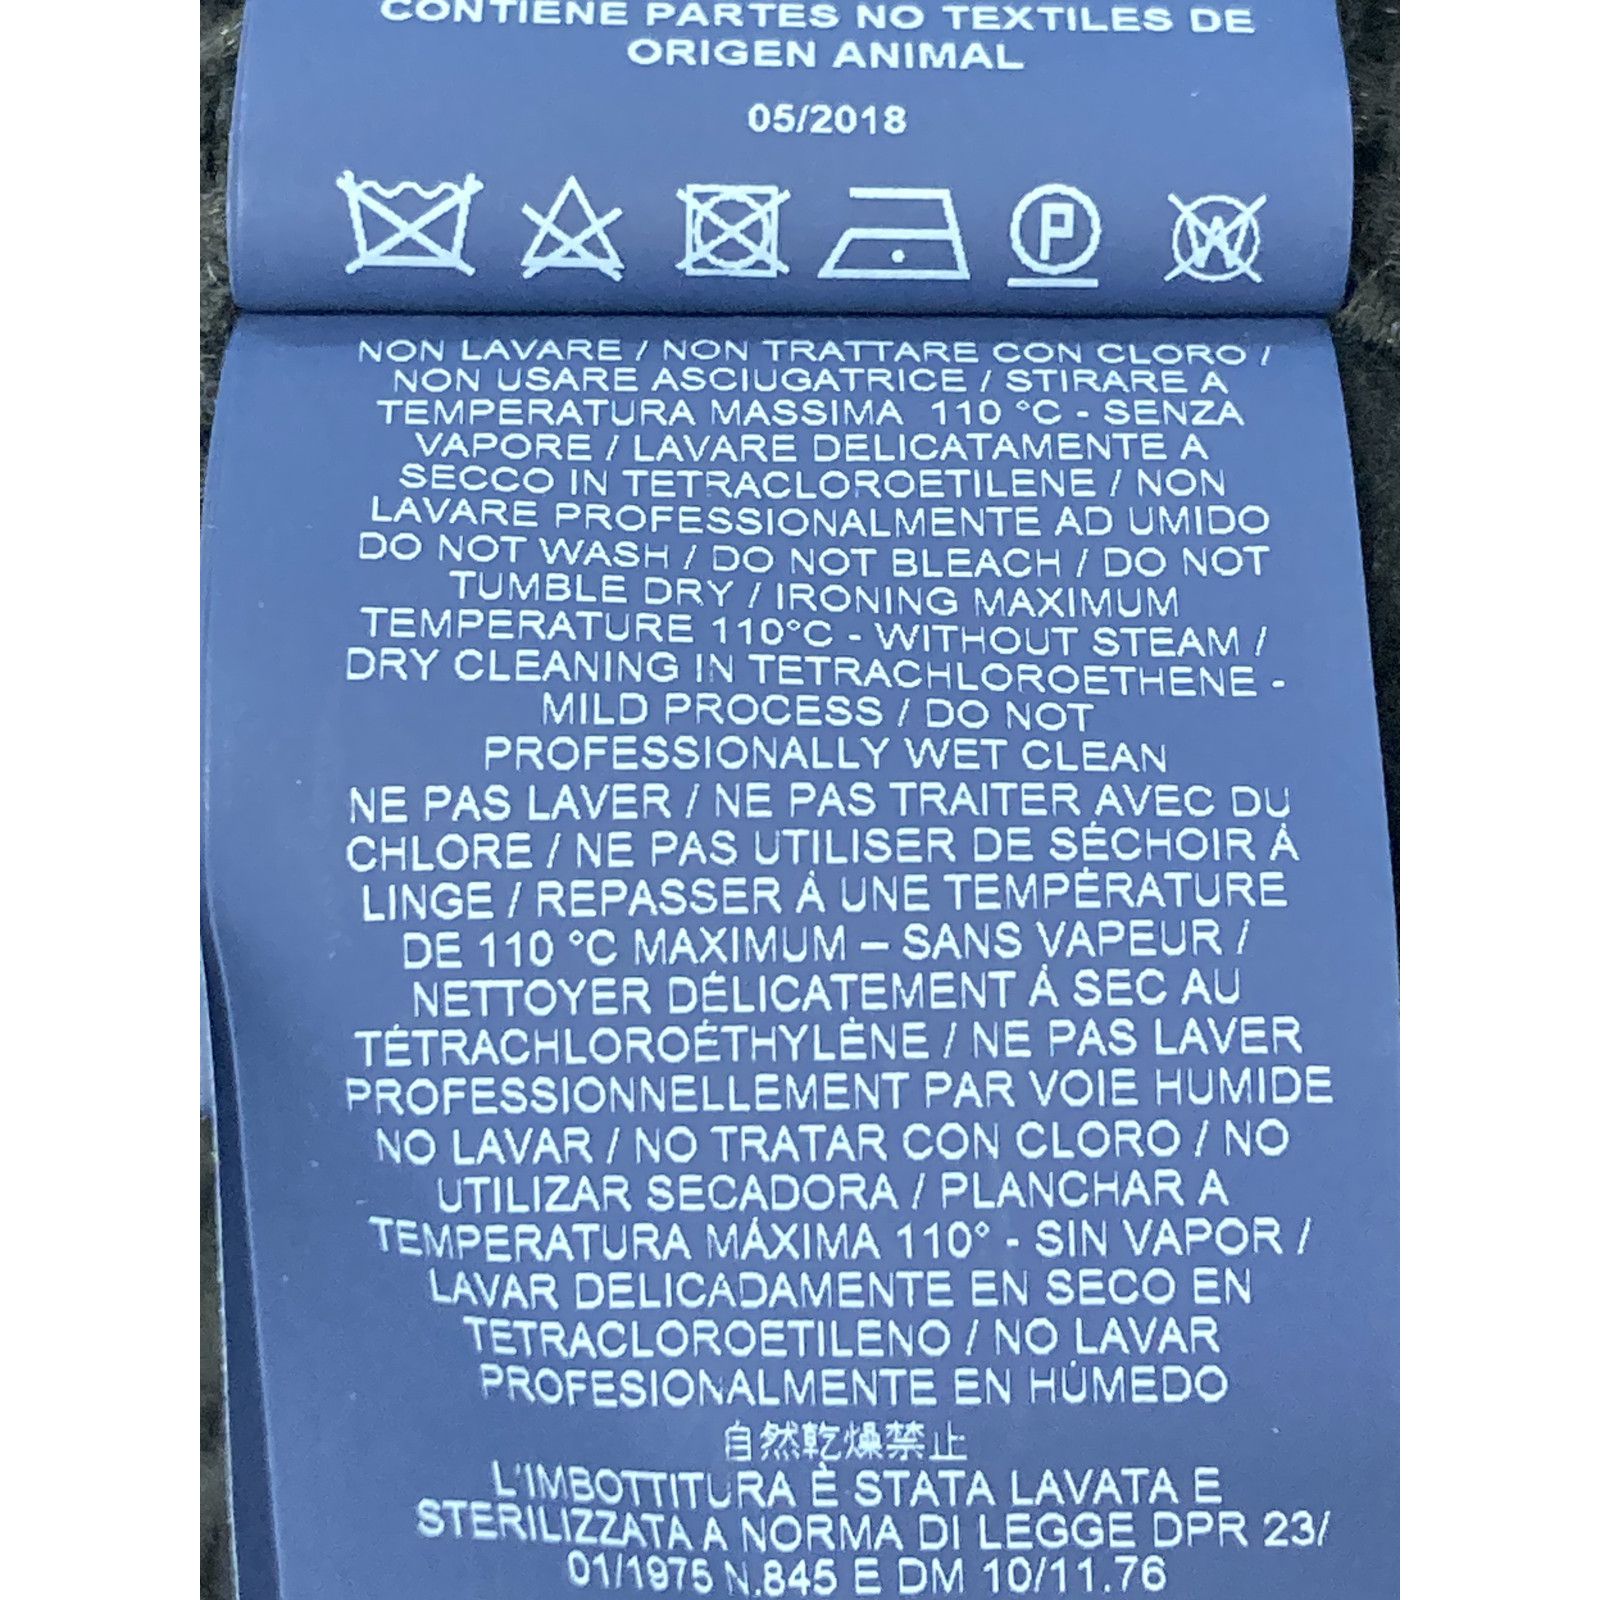 CONTIENE PARTES NO TEXTILES DE
ORIGEN ANIMAL
05/2018
P
W
NON LAVARE / NON TRATTARE CON CLORO /
NON USARE ASCIUGATRICE / STIRARE A
TEMPERATURA MASSIMA 110 °C - SENZA
VAPORE / LAVARE DELICATAMENTE A
SECCO IN TETRACLOROETILENE / NON
LAVARE PROFESSIONALMENTE AD UMIDO
DO NOT WASH / DO NOT BLEACH / DO NOT
TUMBLE DRY / IRONING MAXIMUM
TEMPERATURE 110°C - WITHOUT STEAM /
DRY CLEANING IN TETRACHLOROETHENE -
MILD PROCESS / DO NOT
PROFESSIONALLY WET CLEAN
NE PAS LAVER / NE PAS TRAITER AVEC DU
CHLORE / NE PAS UTILISER DE SÉCHOIR À
LINGE / REPASSER À UNE TEMPÉRATURE
DE 110 °C MAXIMUM – SANS VAPEUR /
NETTOYER DÉLICATEMENT À SEC AU
TÉTRACHLOROÉTHYLÈNE / NE PAS LAVER
PROFESSIONNELLEMENT PAR VOIE HUMIDE
NO LAVAR / NO TRATAR CON CLORO / NO
UTILIZAR SECADORA / PLANCHAR A
TEMPERATURA MÁXIMA 110° - SIN VAPOR /
LAVAR DELICADAMENTE EN SECO EN
TETRACLOROETILENO / NO LAVAR
PROFESIONALMENTE EN HÚMEDO
自然乾燥禁止
L'IMBOTTITURA È STATA LAVATA E
STERILIZZATA A NORMA DI LEGGE DPR 23/
01/1975 N.845 E DM 10/11.76